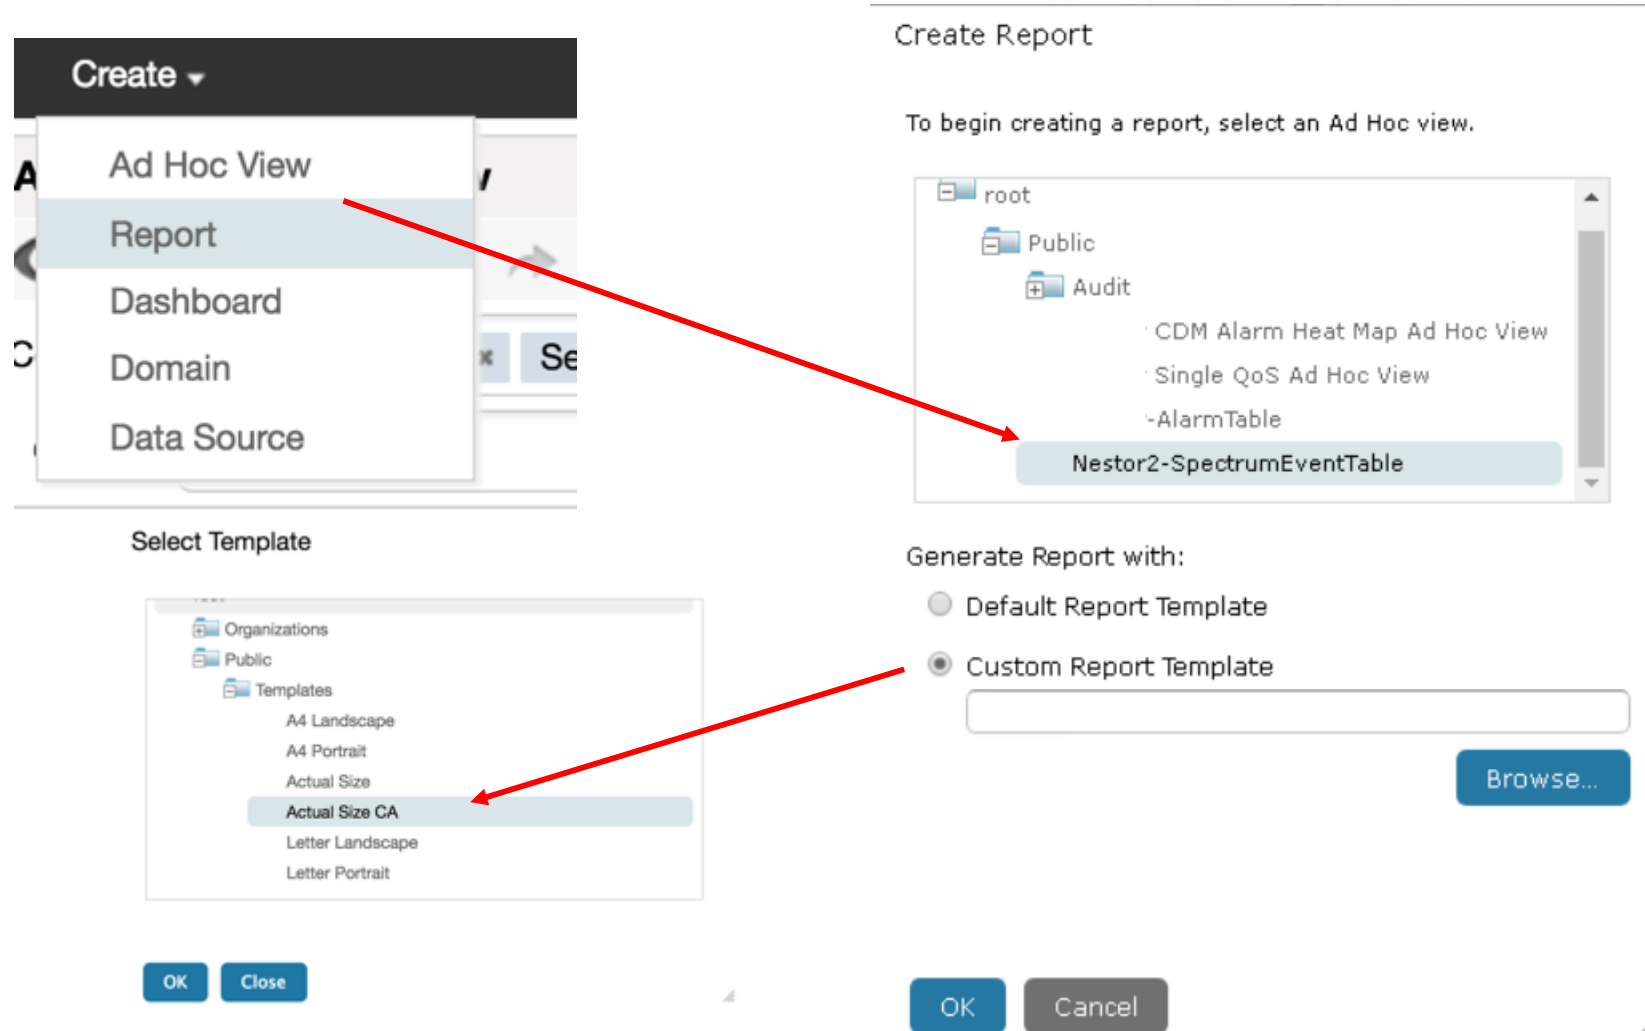 Create
Ad Hoc View
Report
Dashboard
Domain
Data Source
Se
Create Report
To begin creating a report, select an Ad Hoc view.
root
Public
Audit
CDM Alarm Heat Map Ad Hoc View
Single QoS Ad Hoc View
-AlarmTable
Nestor2-SpectrumEventTable
Generate Report with:
Default Report Template
Custom Report Template
Browse...
OK Cancel
Select Template
Organizations
Public
Templates
A4 Landscape
A4 Portrait
Actual Size
Actual Size CA
Letter Landscape
Letter Portrait
OK Close